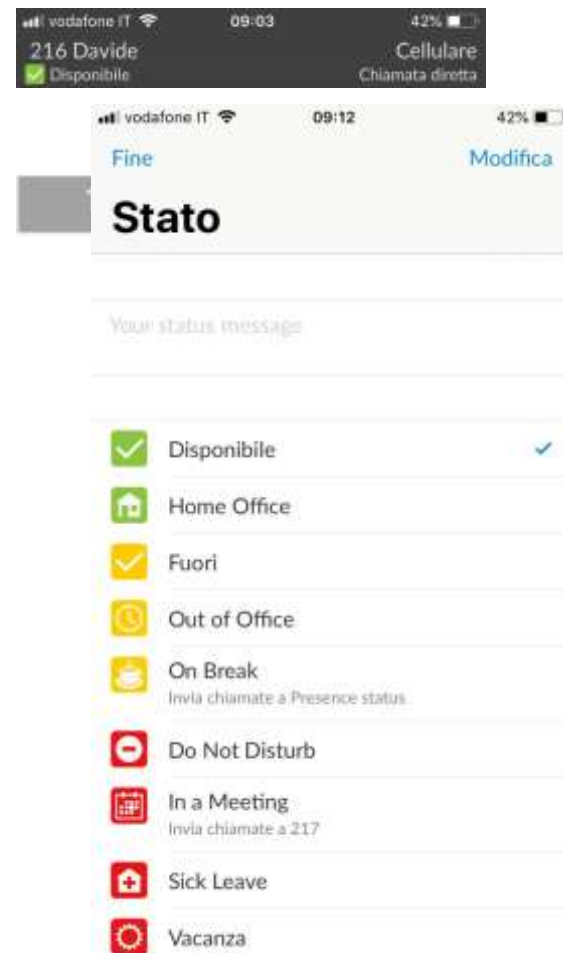 vodafone IT 09:03 42%
216 Davide Cellulare
Disponibile Chiamata diretta
vodafone IT 09:12 42%
Fine Modifica
Stato
Your status message
Disponibile
Home Office
Fuori
Out of Office
On Break
Invia chiamate a Presence status
Do Not Disturb
In a Meeting
Invia chiamate a 217
Sick Leave
Vacanza